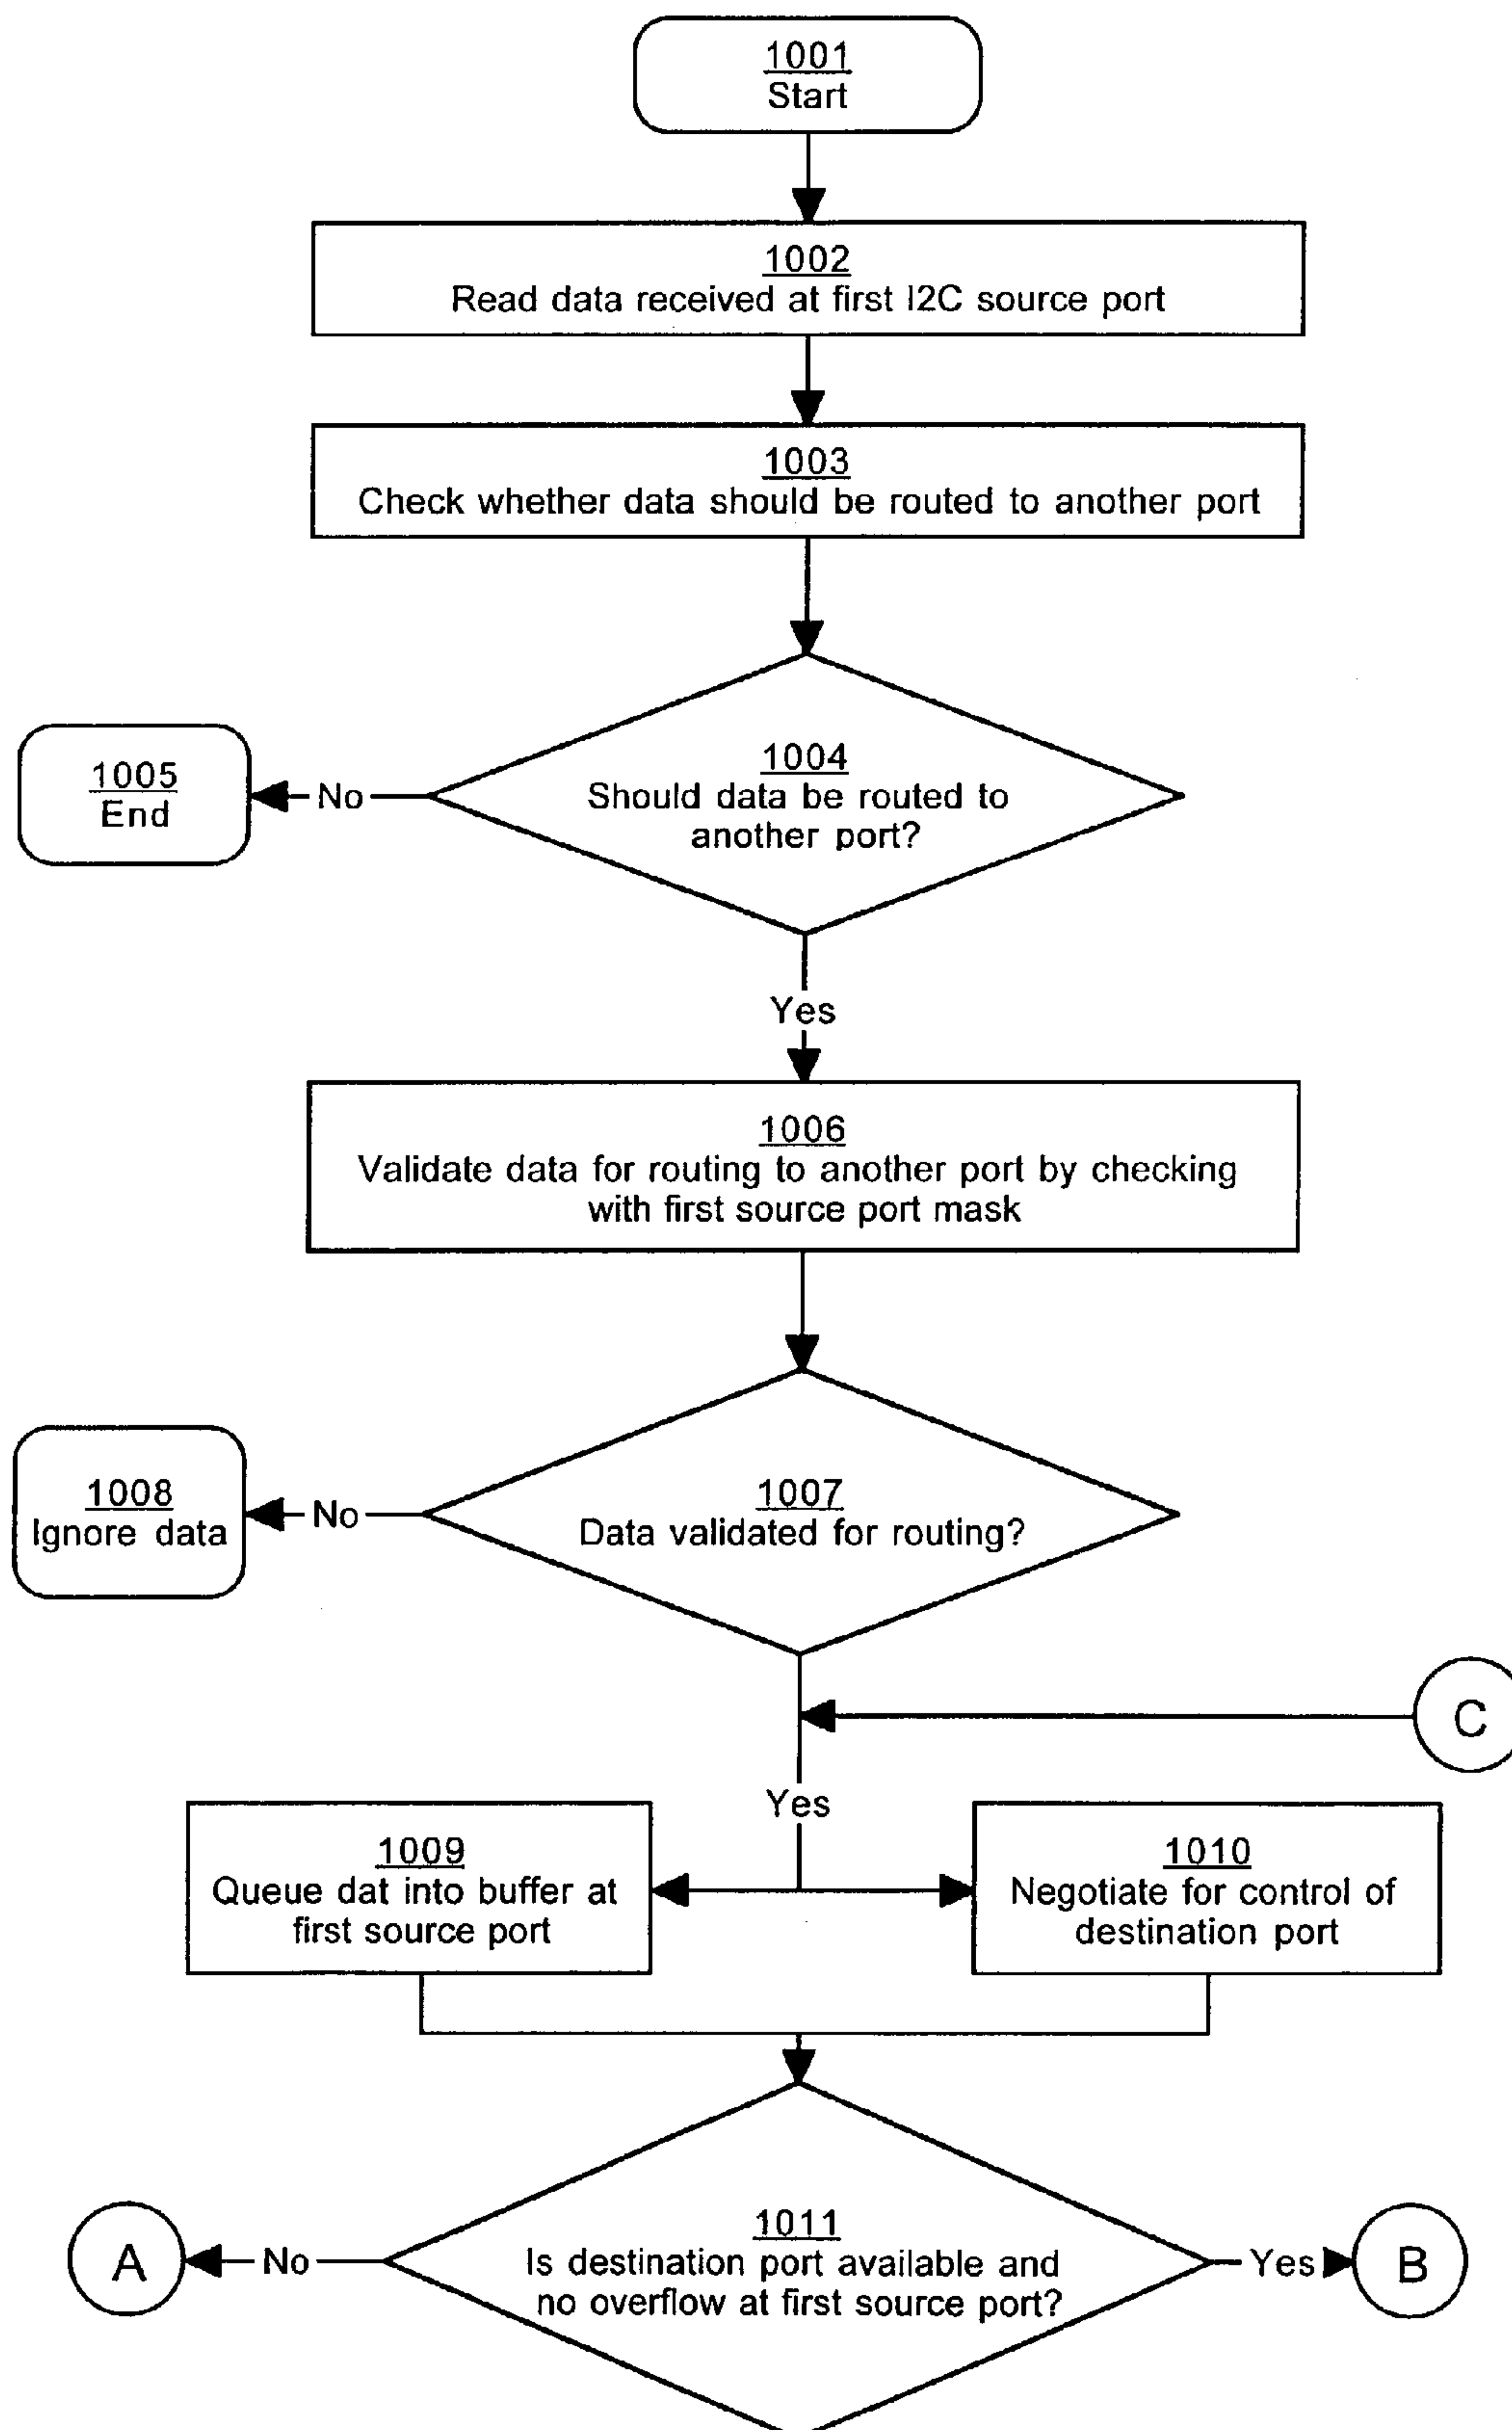 1001
Start
1002
Read data received at first I2C source port
1003
Check whether data should be routed to another port
1004
Should data be routed to
another port?
No
1005
End
Yes
1006
Validate data for routing to another port by checking
with first source port mask
1007
Data validated for routing?
No
1008
Ignore data
C
Yes
1009
Queue dat into buffer at
first source port
1010
Negotiate for control of
destination port
1011
Is destination port available and
no overflow at first source port?
No
A
Yes
B